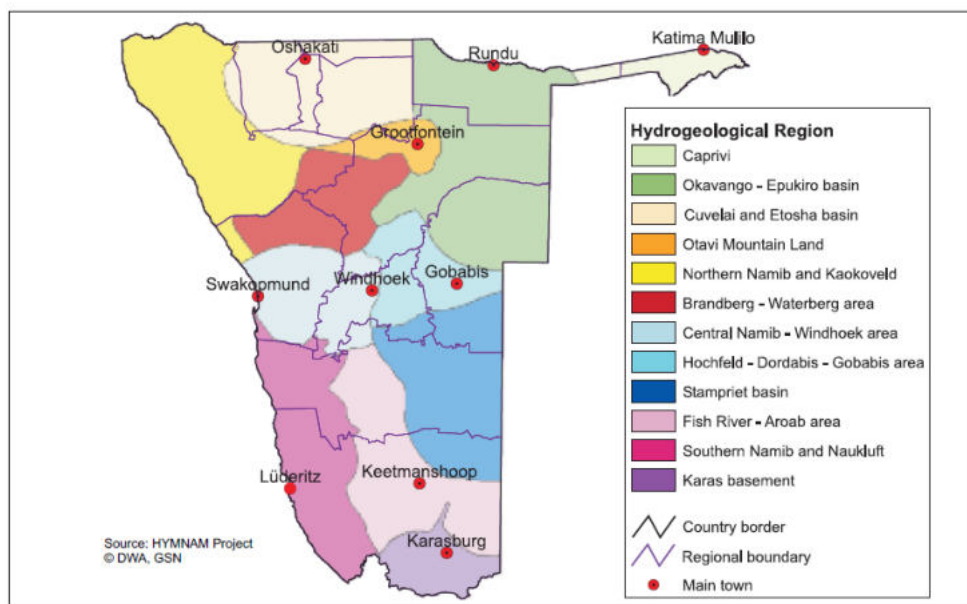 Oshakati
Rundu
Katima Mulilo
Grootfontein
Swakopmund
Windhoek
Gobabis
Lüderitz
Keetmanshoop
Karasburg
Source: HYMNAM Project
© DWA, GSN
Hydrogeological Region
Caprivi
Okavango - Epukiro basin
Cuvelai and Etosha basin
Otavi Mountain Land
Northern Namib and Kaokoveld
Brandberg - Waterberg area
Central Namib - Windhoek area
Hochfeld - Dordabis - Gobabis area
Stampriet basin
Fish River - Aroab area
Southern Namib and Naukluft
Karas basement
Country border
Regional boundary
Main town